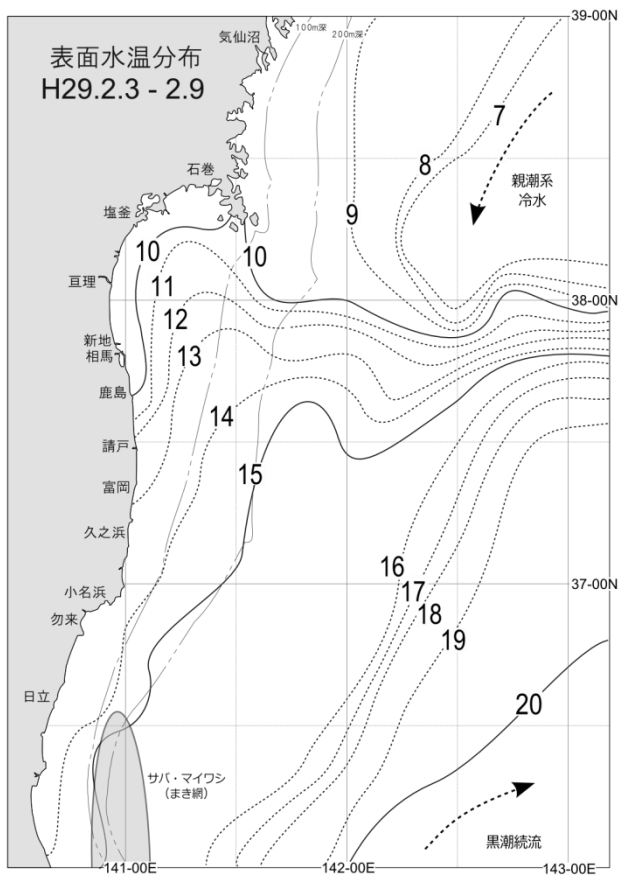 表面水温分布
H29.2.3 - 2.9
気仙沼
100m深
200m深
39-00N
7
8
親潮系
冷水
石巻
塩釜
9
10
10
亘理
11
38-00N
12
新地
相馬
13
鹿島
14
請戸
15
富岡
久之浜
16
37-00N
小名浜
17
勿来
18
19
日立
20
サバ・マイワシ
(まき網)
黒潮続流
141-00E
142-00E
143-00E